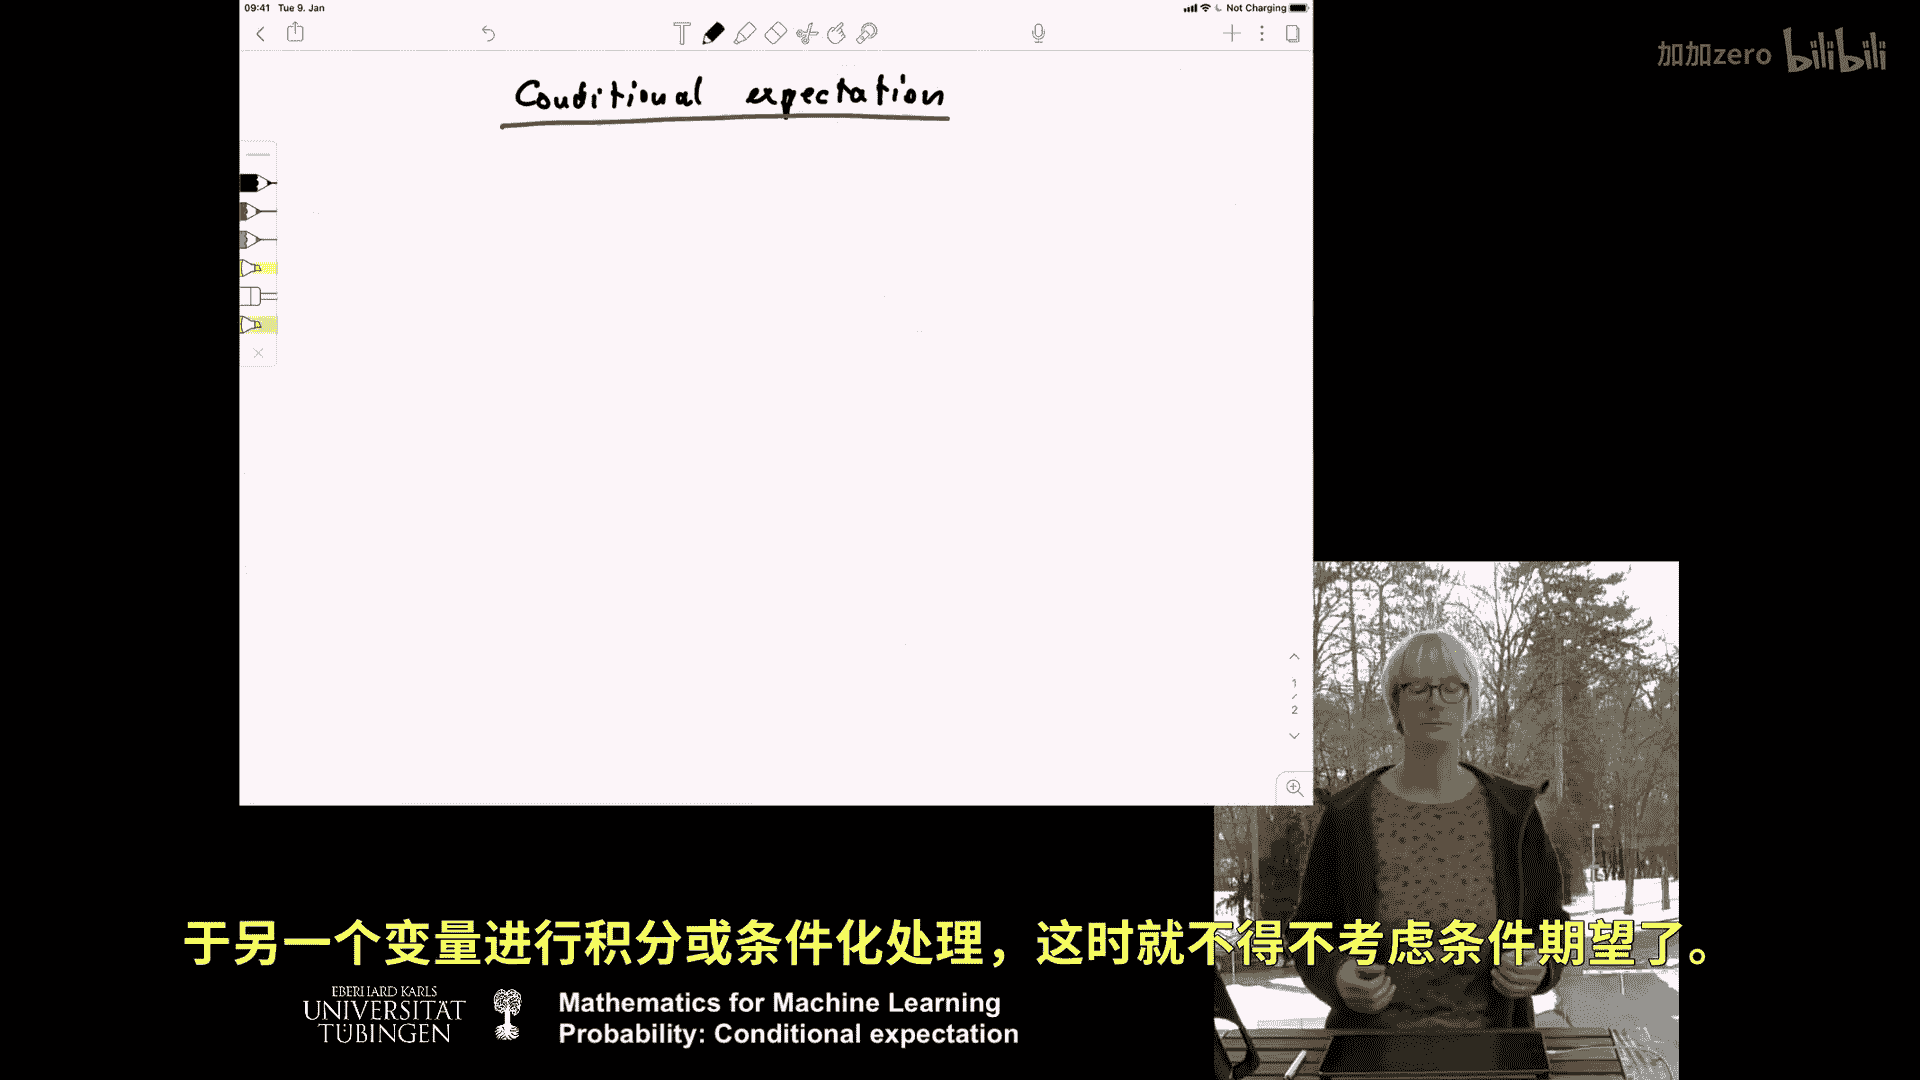 09:41 Tue 9. Jan
Not Charging
加加zero bilibili
T
Conditional expectation
1
/
2
于另一个变量进行积分或条件化处理，这时就不得不考虑条件期望了。
EBERHARD KARLS
UNIVERSITÄT
TÜBINGEN
Mathematics for Machine Learning
Probability: Conditional expectation